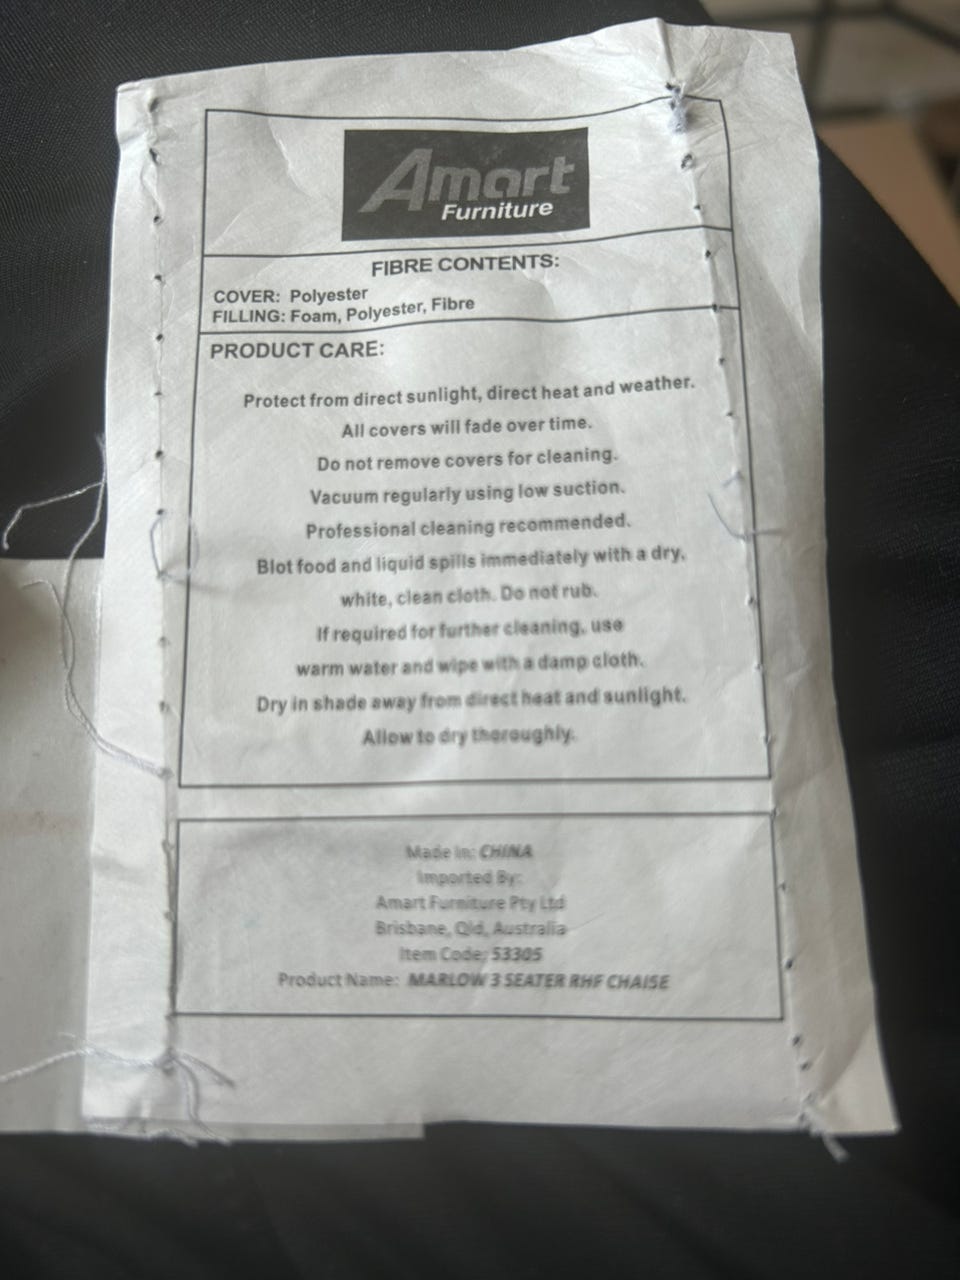 Amart
Furniture
FIBRE CONTENTS:
COVER: Polyester
FILLING: Foam, Polyester, Fibre
PRODUCT CARE:
Protect from direct sunlight, direct heat and weather.
All covers will fade over time.
Do not remove covers for cleaning.
Vacuum regularly using low suction.
Professional cleaning recommended.
Blot food and liquid spills immediately with a dry,
white, clean cloth. Do not rub.
If required for further cleaning, use
warm water and wipe with a damp cloth.
Dry in shade away from direct heat and sunlight.
Allow to dry thoroughly.
Made In: CHINA
Imported By:
Amart Furniture Pty Ltd
Brisbane, Qld, Australia
Item Code: 53305
Product Name: MARLOW 3 SEATER RHF CHAISE